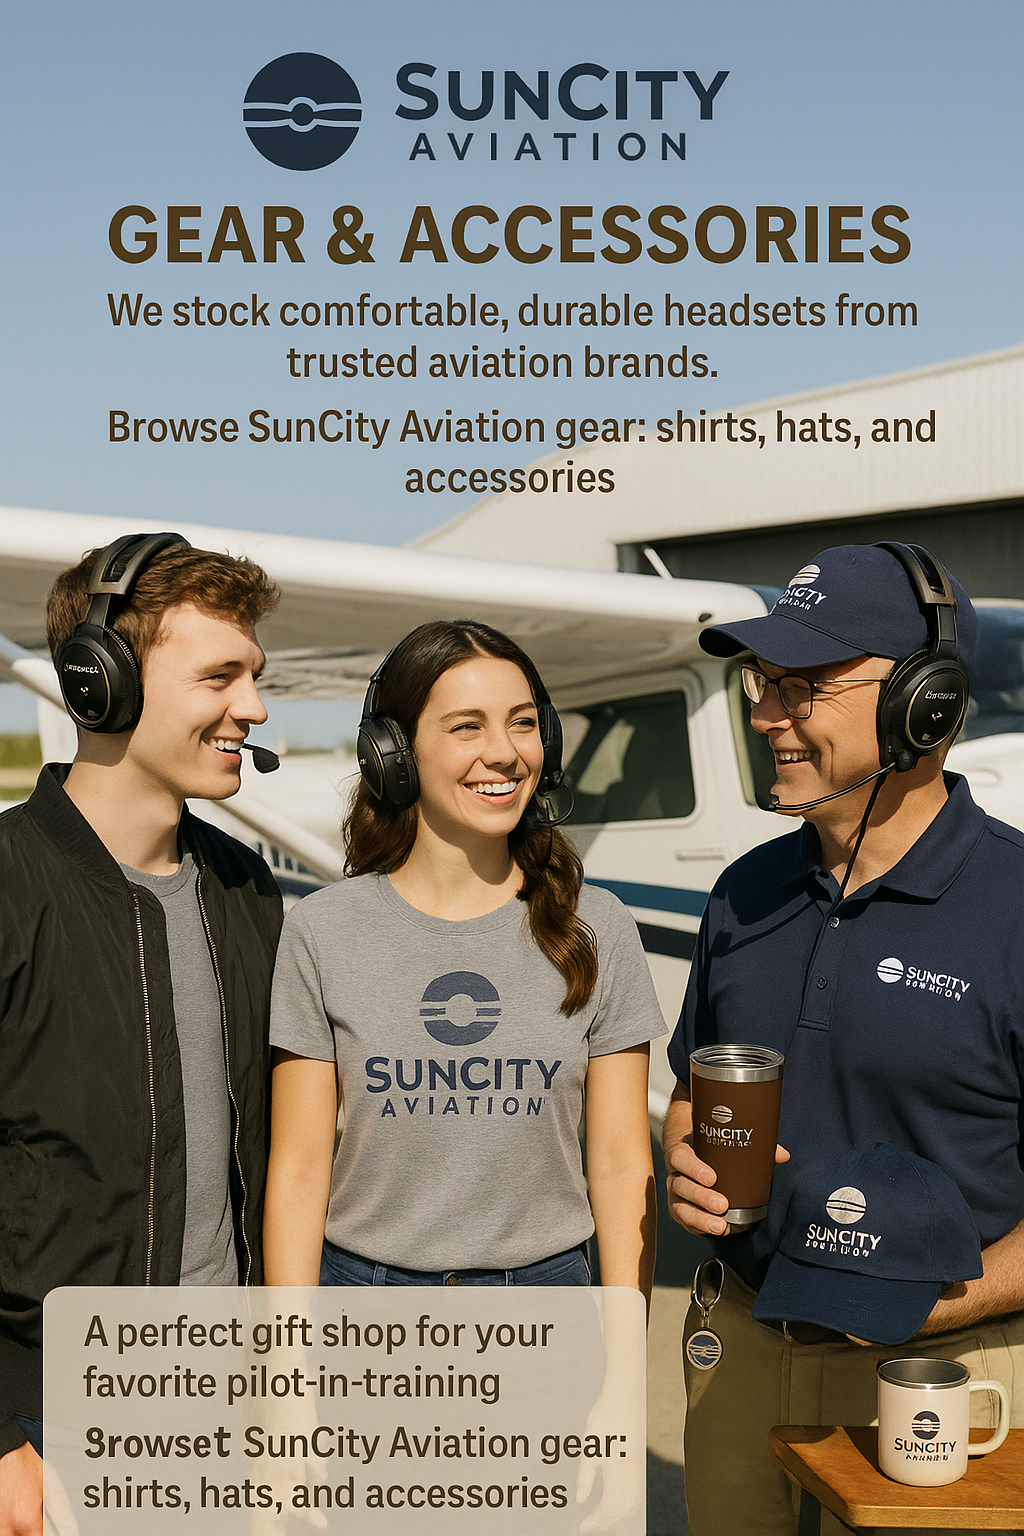 SUNCITY
AVIATION
GEAR & ACCESSORIES
We stock comfortable, durable headsets from
trusted aviation brands.
Browse SunCity Aviation gear: shirts, hats, and
accessories
SUNCITY
SUNCITY
AVIATION
SUNCITY
SUNCITY
A perfect gift shop for your
favorite pilot-in-training
9rowset SunCity Aviation gear:
shirts, hats, and accessories
SUNCITY